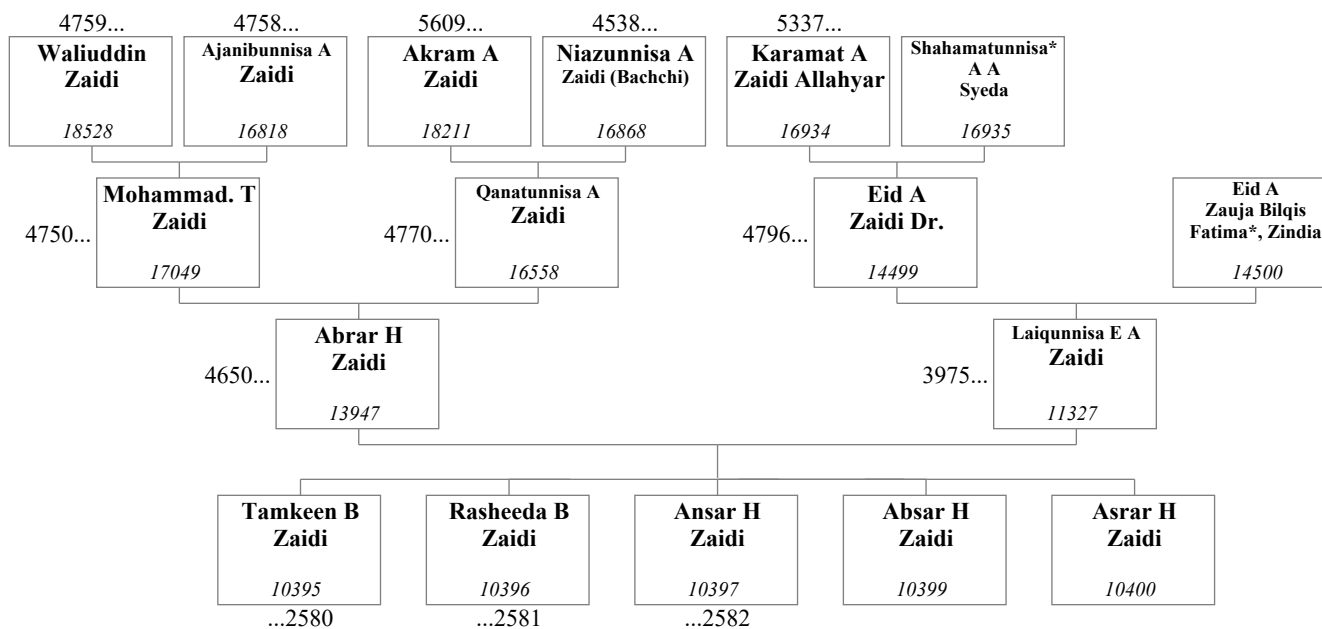 4759...
4758...
5609...
4538...
5337...
Waliuddin
Zaidi
18528
Ajanibunnisa A
Zaidi
16818
Akram A
Zaidi
18211
Niazunnisa A
Zaidi (Bachchi)
16868
Karamat A
Zaidi Allahyar
16934
Shahamatunnisa*
A A
Syeda
16935
4750...
Mohammad. T
Zaidi
17049
4770...
Qanatunnisa A
Zaidi
16558
4796...
Eid A
Zaidi Dr.
14499
Eid A
Zauja Bilqis
Fatima*, Zindia
14500
4650...
Abrar H
Zaidi
13947
3975...
Laiqunnisa E A
Zaidi
11327
Tamkeen B
Zaidi
10395
...2580
Rasheeda B
Zaidi
10396
...2581
Ansar H
Zaidi
10397
...2582
Absar H
Zaidi
10399
Asrar H
Zaidi
10400